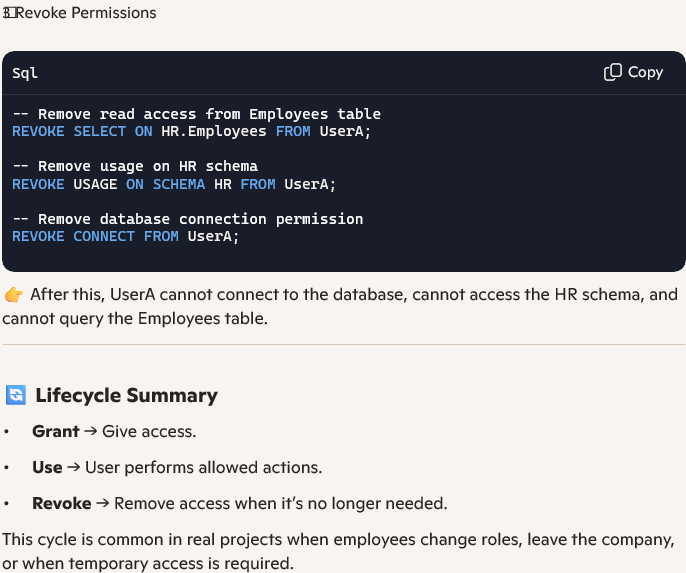 3 Revoke Permissions
Sql
Copy
-- Remove read access from Employees table
REVOKE SELECT ON HR.Employees FROM UserA;
-- Remove usage on HR schema
REVOKE USAGE ON SCHEMA HR FROM UserA;
-- Remove database connection permission
REVOKE CONNECT FROM UserA;
👉 After this, UserA cannot connect to the database, cannot access the HR schema, and
cannot query the Employees table.
🔄 Lifecycle Summary
• Grant → Give access.
• Use → User performs allowed actions.
• Revoke → Remove access when it’s no longer needed.
This cycle is common in real projects when employees change roles, leave the company,
or when temporary access is required.